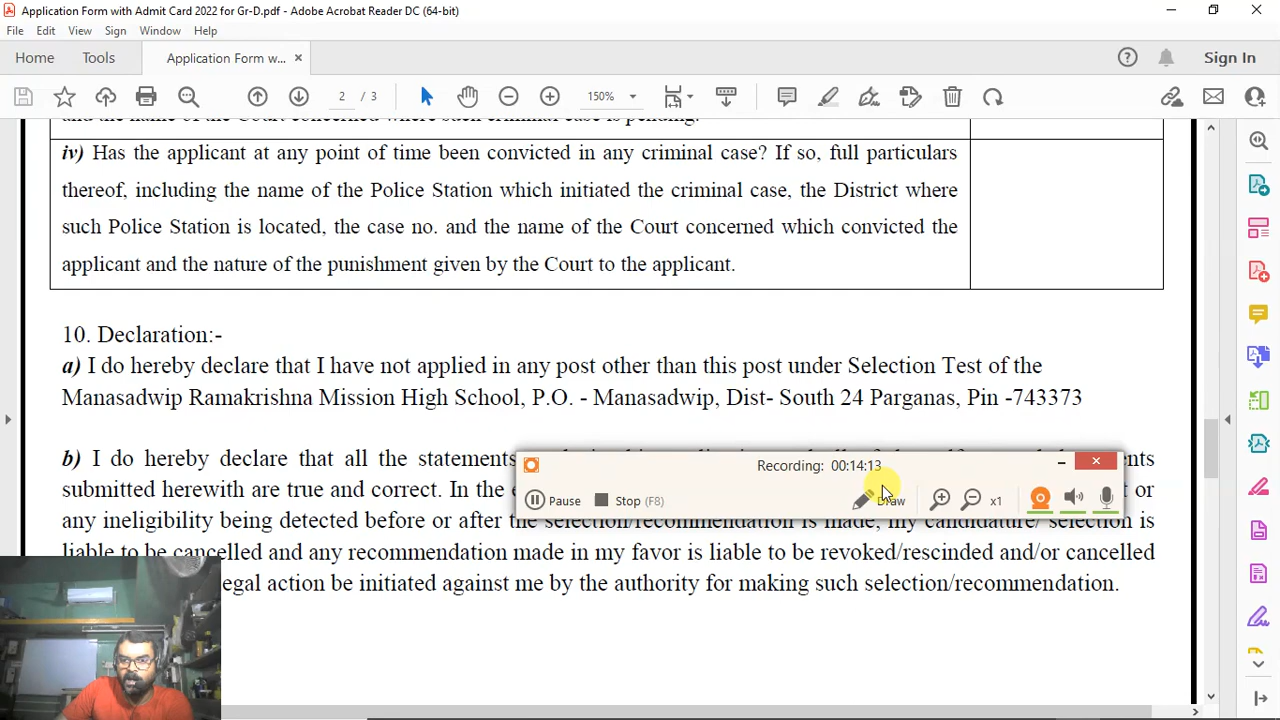 Application Form with Admit Card 2022 for Gr-D.pdf - Adobe Acrobat Reader DC (64-bit)
File Edit View Sign Window Help
Home Tools Application Form w... Sign In
2 / 3 150%
and the name of the Court concerned where such criminal case is pending.
iv) Has the applicant at any point of time been convicted in any criminal case? If so, full particulars
thereof, including the name of the Police Station which initiated the criminal case, the District where
such Police Station is located, the case no. and the name of the Court concerned which convicted the
applicant and the nature of the punishment given by the Court to the applicant.
10. Declaration:-
a) I do hereby declare that I have not applied in any post other than this post under Selection Test of the
Manasadwip Ramakrishna Mission High School, P.O. - Manasadwip, Dist- South 24 Parganas, Pin -743373
b) I do hereby declare that all the statements
Recording: 00:14:13
submitted herewith are true and correct. In the or
Pause Stop (F8) Draw x1
any ineligibility being detected before or after the selection/recommendation is made, my candidature/ selection is
liable to be cancelled and any recommendation made in my favor is liable to be revoked/rescinded and/or cancelled
egal action be initiated against me by the authority for making such selection/recommendation.